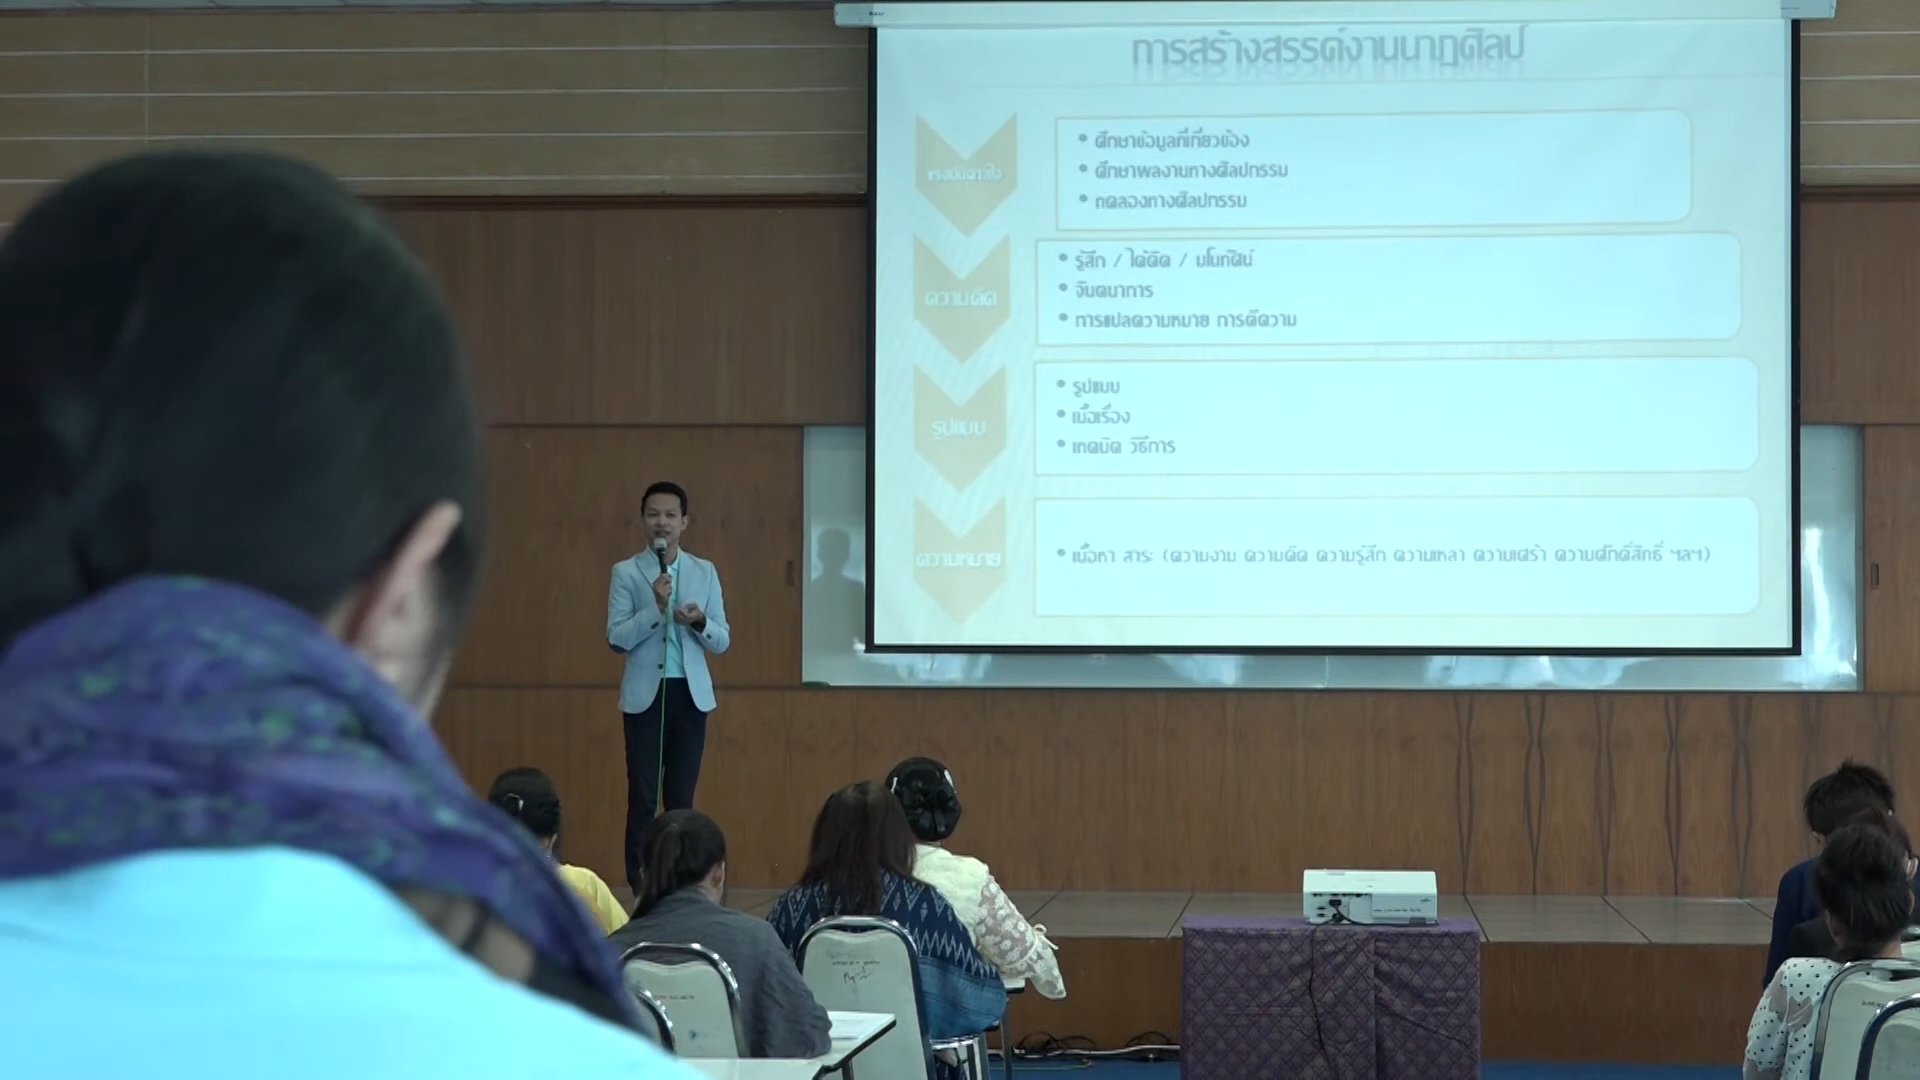 การสร้างสรรค์งานนาฏศิลป์
แรงบันดาลใจ
• ศึกษาข้อมูลที่เกี่ยวข้อง
• ศึกษาผลงานทางศิลปกรรม
• ทดลองทางศิลปกรรม
ความคิด
• รู้สึก / ได้คิด / มโนทัศน์
• จินตนาการ
• การแปลความหมาย การตีความ
รูปแบบ
• รูปแบบ
• เนื้อเรื่อง
• เทคนิค วิธีการ
ความหมาย
• เนื้อหา สาระ (ความงาม ความคิด ความรู้สึก ความเหลา ความเศร้า ความศักดิ์สิทธิ์ ฯลฯ)